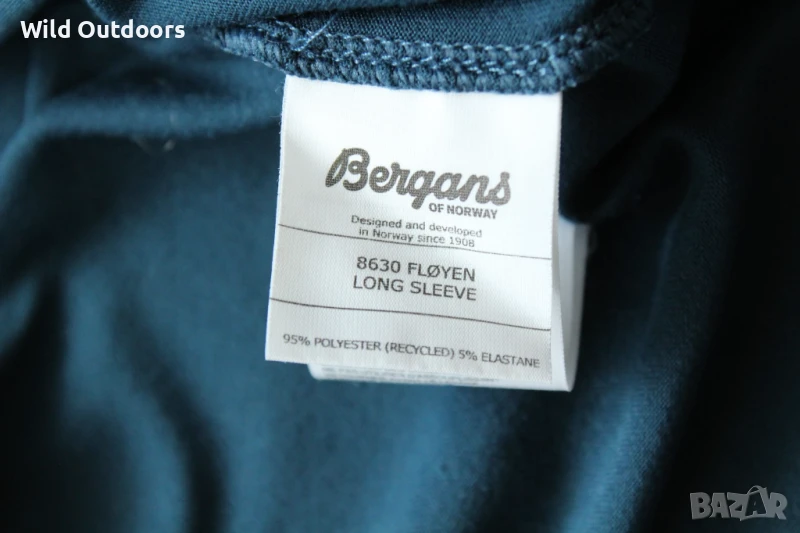 Wild Outdoors
Bergans
OF NORWAY
Designed and developed
in Norway since 1908
8630 FLØYEN
LONG SLEEVE
95% POLYESTER (RECYCLED) 5% ELASTANE
BAZAR